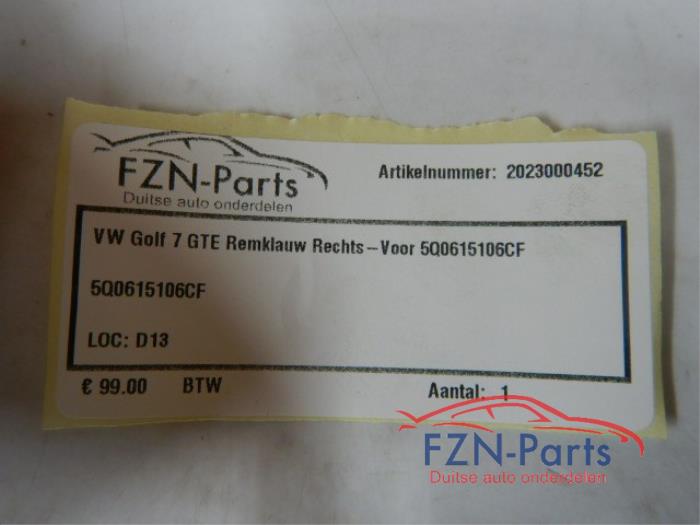 FZN-Parts
Duitse auto onderdelen
Artikelnummer: 2023000452
VW Golf 7 GTE Remklauw Rechts-Voor 5Q0615106CF
5Q0615106CF
LOC: D13
€ 99.00 BTW Aantal: 1
FZN-Parts
Duitse auto onderdelen